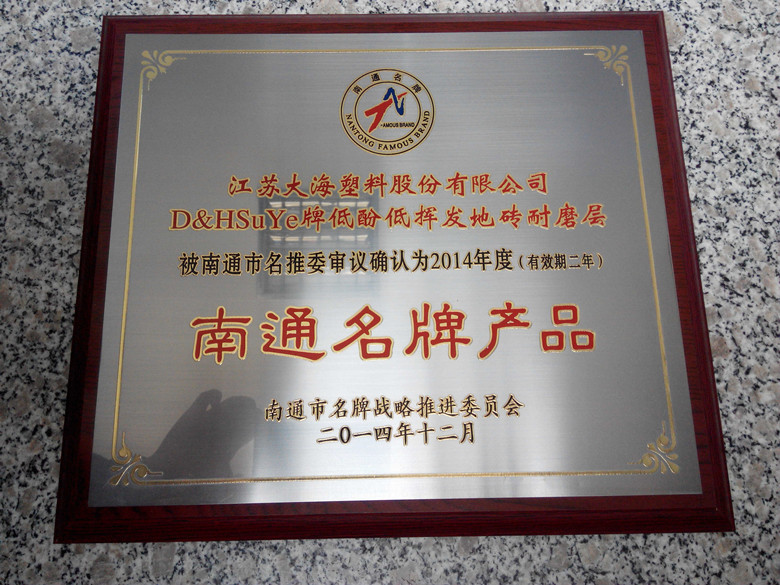 南通名牌
FAMOUS BRAND
NANTONG FAMOUS BRAND
江苏大海塑料股份有限公司
D&HSuYe牌低酚低挥发地砖耐磨层
被南通市名推委审议确认为2014年度(有效期二年)
南通名牌产品
南通市名牌战略推进委员会
二〇一四年十二月